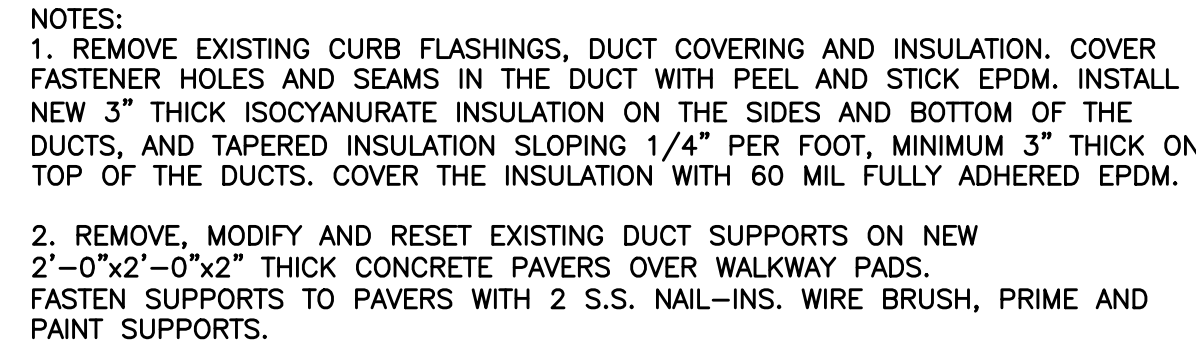 NOTES:
1. REMOVE EXISTING CURB FLASHINGS, DUCT COVERING AND INSULATION. COVER
FASTENER HOLES AND SEAMS IN THE DUCT WITH PEEL AND STICK EPDM. INSTALL
NEW 3" THICK ISOCYANURATE INSULATION ON THE SIDES AND BOTTOM OF THE
DUCTS, AND TAPERED INSULATION SLOPING 1/4" PER FOOT, MINIMUM 3" THICK ON
TOP OF THE DUCTS. COVER THE INSULATION WITH 60 MIL FULLY ADHERED EPDM.
2. REMOVE, MODIFY AND RESET EXISTING DUCT SUPPORTS ON NEW
2'-0"x2'-0"x2" THICK CONCRETE PAVERS OVER WALKWAY PADS.
FASTEN SUPPORTS TO PAVERS WITH 2 S.S. NAIL-INS. WIRE BRUSH, PRIME AND
PAINT SUPPORTS.